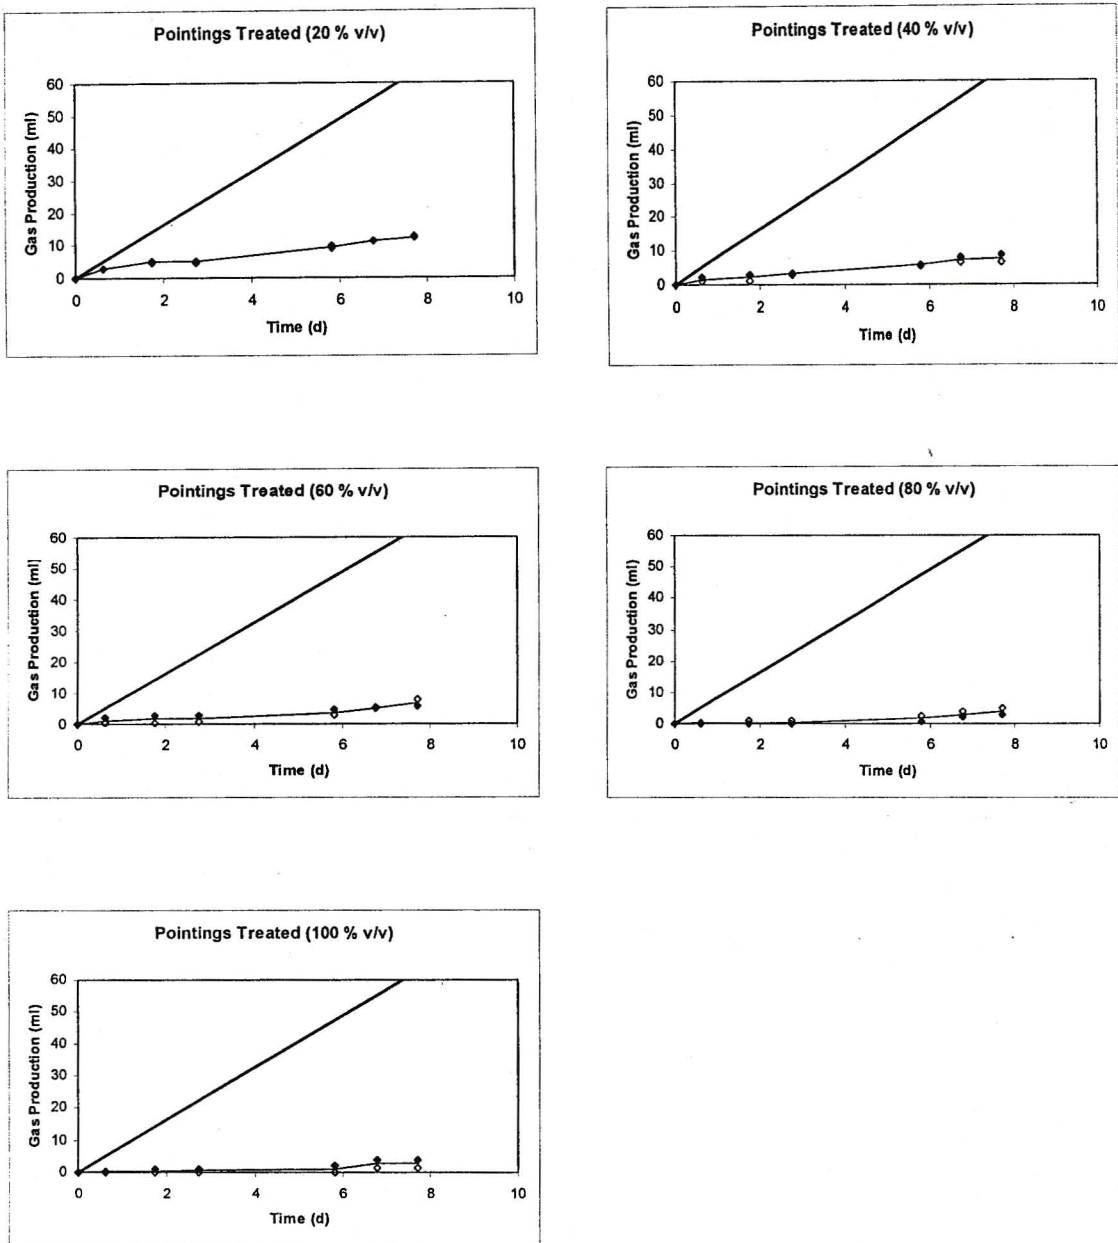 Pointings Treated (20 % v/v)
Gas Production (ml)
60
50
40
30
20
10
0
0 2 4 6 8 10
Time (d)
Pointings Treated (40 % v/v)
Gas Production (ml)
60
50
40
30
20
10
0
0 2 4 6 8 10
Time (d)
Pointings Treated (60 % v/v)
Gas Production (ml)
60
50
40
30
20
10
0
0 2 4 6 8 10
Time (d)
Pointings Treated (80 % v/v)
Gas Production (ml)
60
50
40
30
20
10
0
0 2 4 6 8 10
Time (d)
Pointings Treated (100 % v/v)
Gas Production (ml)
60
50
40
30
20
10
0
0 2 4 6 8 10
Time (d)